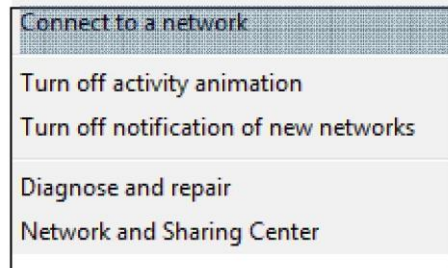 Connect to a network
Turn off activity animation
Turn off notification of new networks
Diagnose and repair
Network and Sharing Center